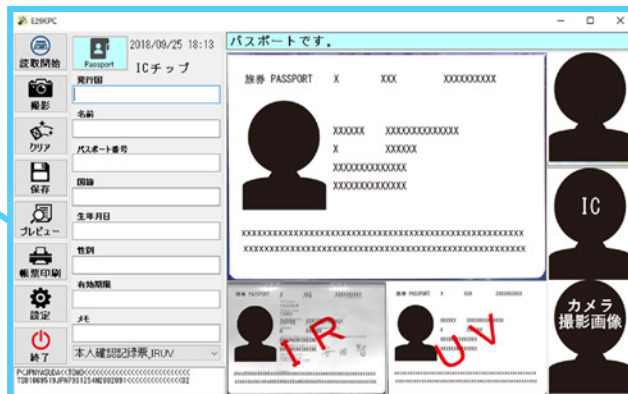 E29KPC
読取開始
撮影
クリア
保存
プレビュー
帳票印刷
設定
終了
Passport
2018/09/25 18:13
ICチップ
発行国
名前
パスポート番号
国籍
生年月日
性別
有効期限
メモ
本人確認記録票_IRUV
パスポートです。
旅券 PASSPORT X XXX XXXXXXXXXX
XXXXXX XXXXXXXXXXXXX
X XXXXXX
XXXXXXXXXXXXXX
XXXXXXXXXXXXXX
IR
UV
IC
カメラ
撮影画像